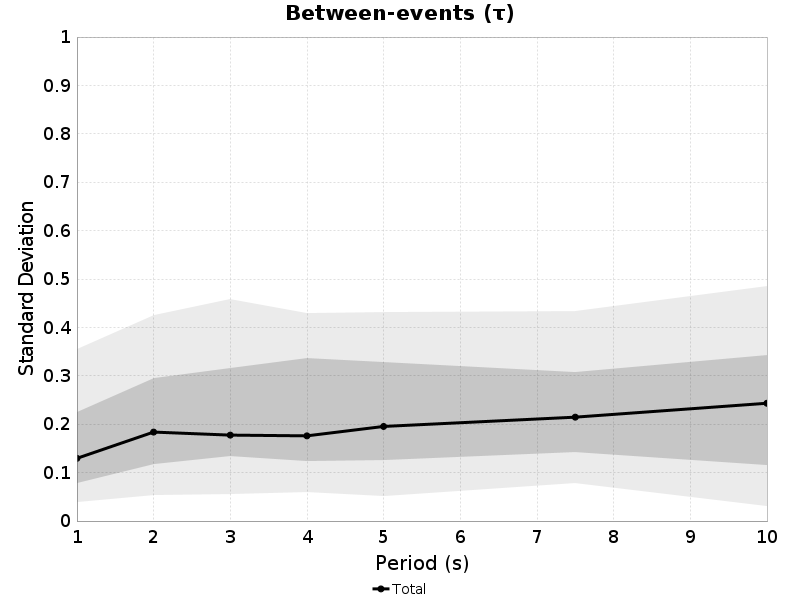 Between-events (τ)
1
0.9
0.8
0.7
0.6
0.5
0.4
0.3
0.2
0.1
0
Standard Deviation
1 2 3 4 5 6 7 8 9 10
Period (s)
Total